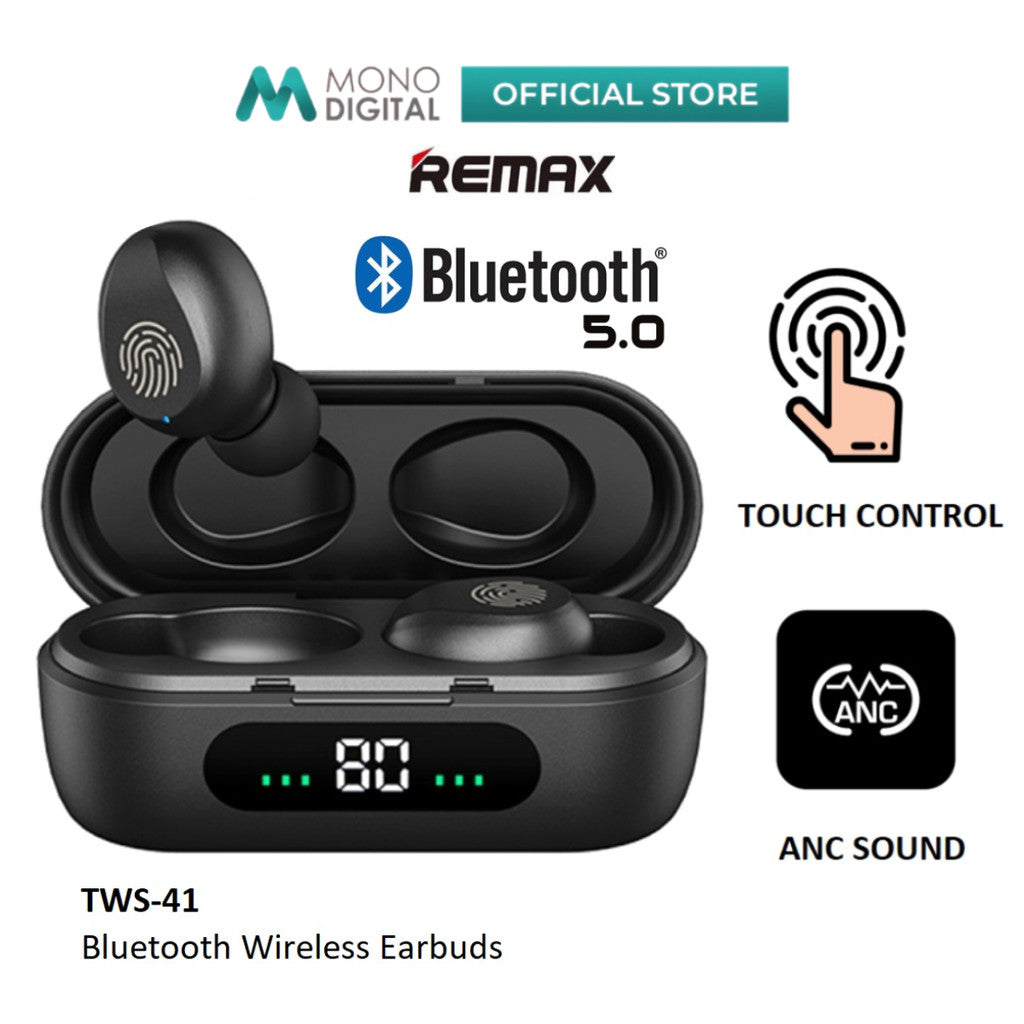 MONO
DIGITAL
OFFICIAL STORE
REMAX
Bluetooth®
5.0
TOUCH CONTROL
80
ANC
ANC SOUND
TWS-41
Bluetooth Wireless Earbuds